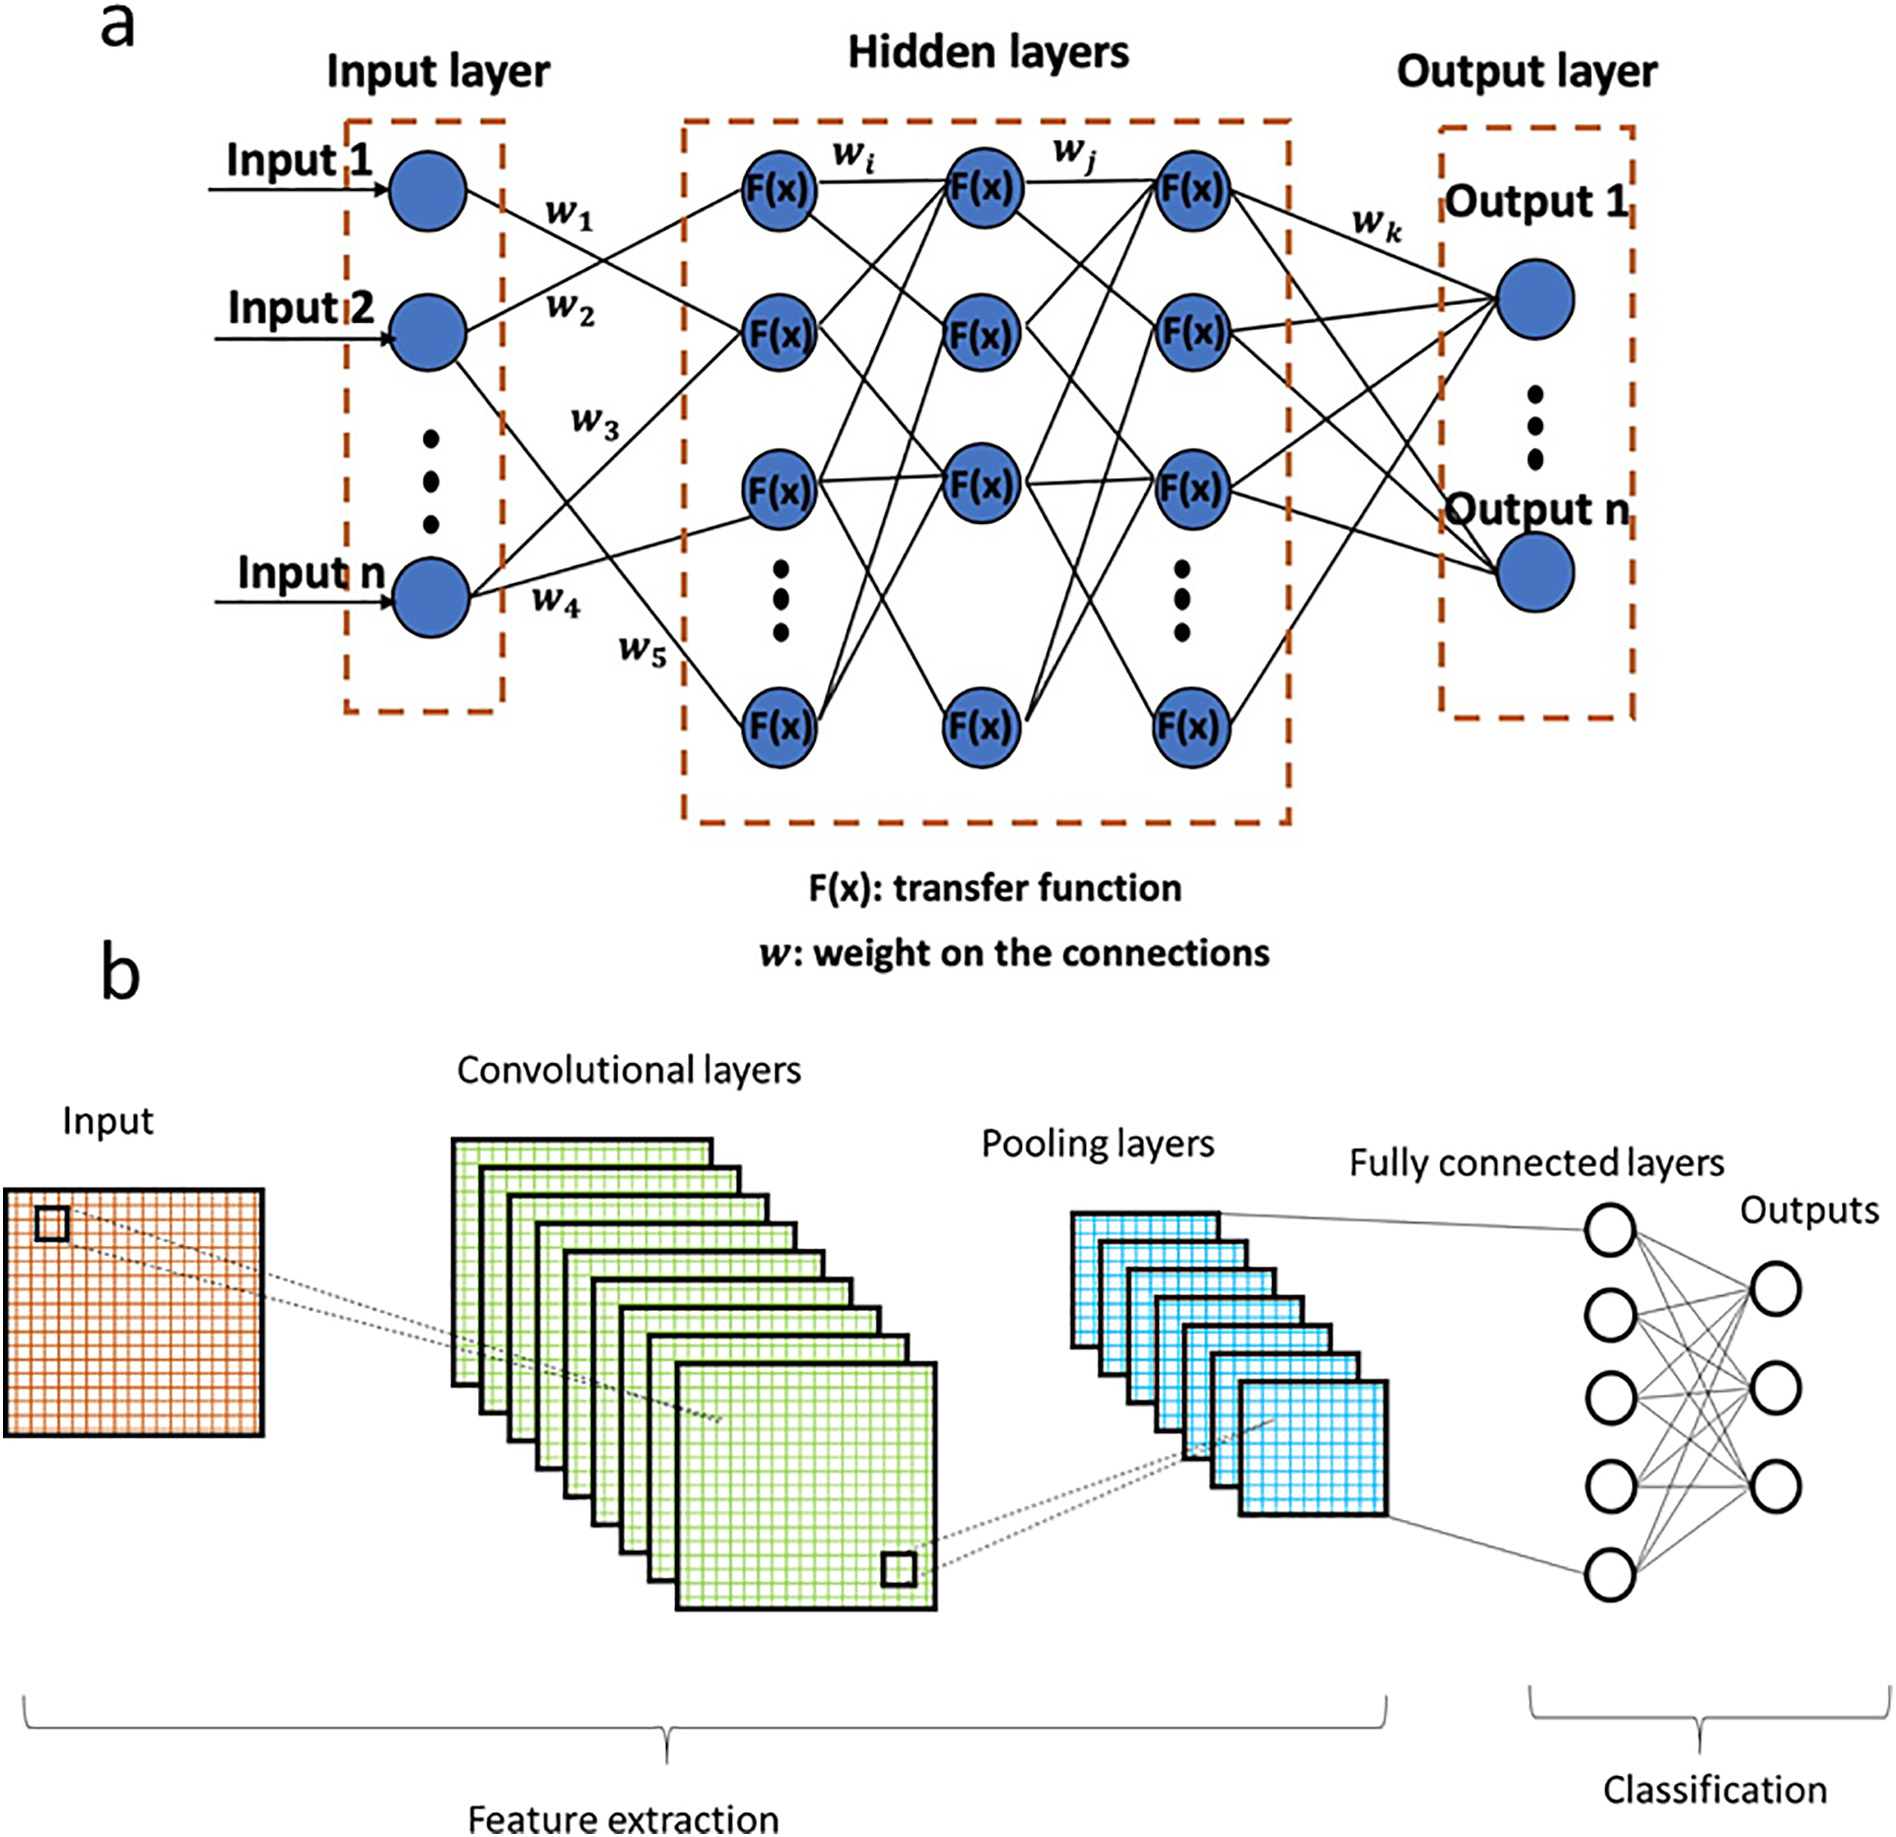 a
Input layer
Hidden layers
Output layer
Input 1
Input 2
Input n
w1
w2
w3
w4
w5
wi
wj
wk
F(x) F(x) F(x)
F(x) F(x) F(x)
F(x) F(x) F(x)
F(x) F(x) F(x)
Output 1
Output n
F(x): transfer function
w: weight on the connections
b
Input
Convolutional layers
Pooling layers
Fully connected layers
Outputs
Feature extraction
Classification